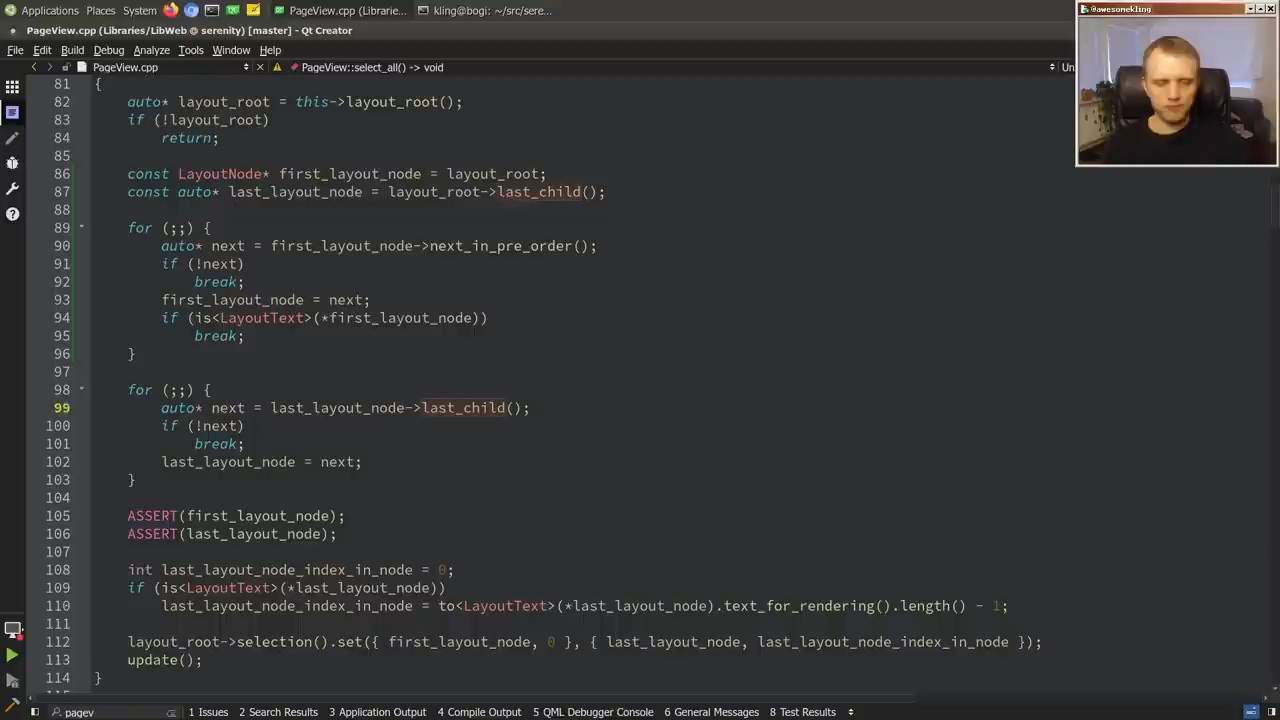 Applications Places System PageView.cpp (Librarie... kling@bogi: ~/src/sere...
@awesomekling
PageView.cpp (Libraries/LibWeb @ serenity) [master] - Qt Creator
File Edit Build Debug Analyze Tools Window Help
PageView.cpp PageView::select_all() -> void Un
81 {
82 auto* layout_root = this->layout_root();
83 if (!layout_root)
84 return;
85
86 const LayoutNode* first_layout_node = layout_root;
87 const auto* last_layout_node = layout_root->last_child();
88
89 for (;;) {
90 auto* next = first_layout_node->next_in_pre_order();
91 if (!next)
92 break;
93 first_layout_node = next;
94 if (is<LayoutText>(*first_layout_node))
95 break;
96 }
97
98 for (;;) {
99 auto* next = last_layout_node->last_child();
100 if (!next)
101 break;
102 last_layout_node = next;
103 }
104
105 ASSERT(first_layout_node);
106 ASSERT(last_layout_node);
107
108 int last_layout_node_index_in_node = 0;
109 if (is<LayoutText>(*last_layout_node))
110 last_layout_node_index_in_node = to<LayoutText>(*last_layout_node).text_for_rendering().length() - 1;
111
112 layout_root->selection().set({ first_layout_node, 0 }, { last_layout_node, last_layout_node_index_in_node });
113 update();
114 }
pagev 1 Issues 2 Search Results 3 Application Output 4 Compile Output 5 QML Debugger Console 6 General Messages 8 Test Results